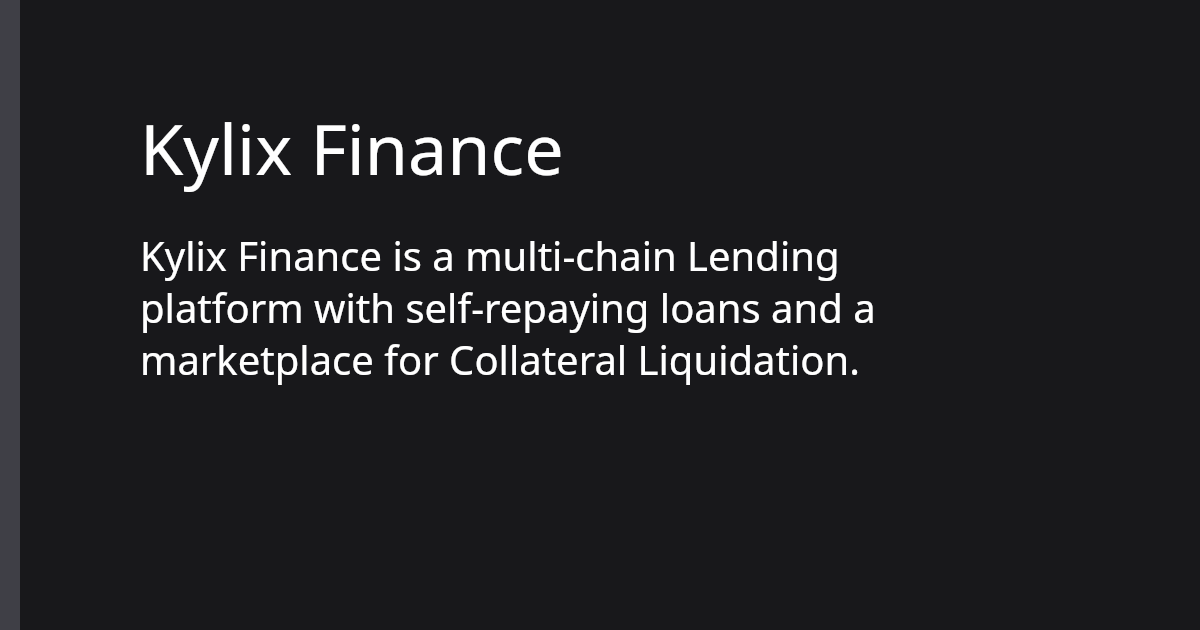 Kylix Finance
Kylix Finance is a multi-chain Lending
platform with self-repaying loans and a
marketplace for Collateral Liquidation.